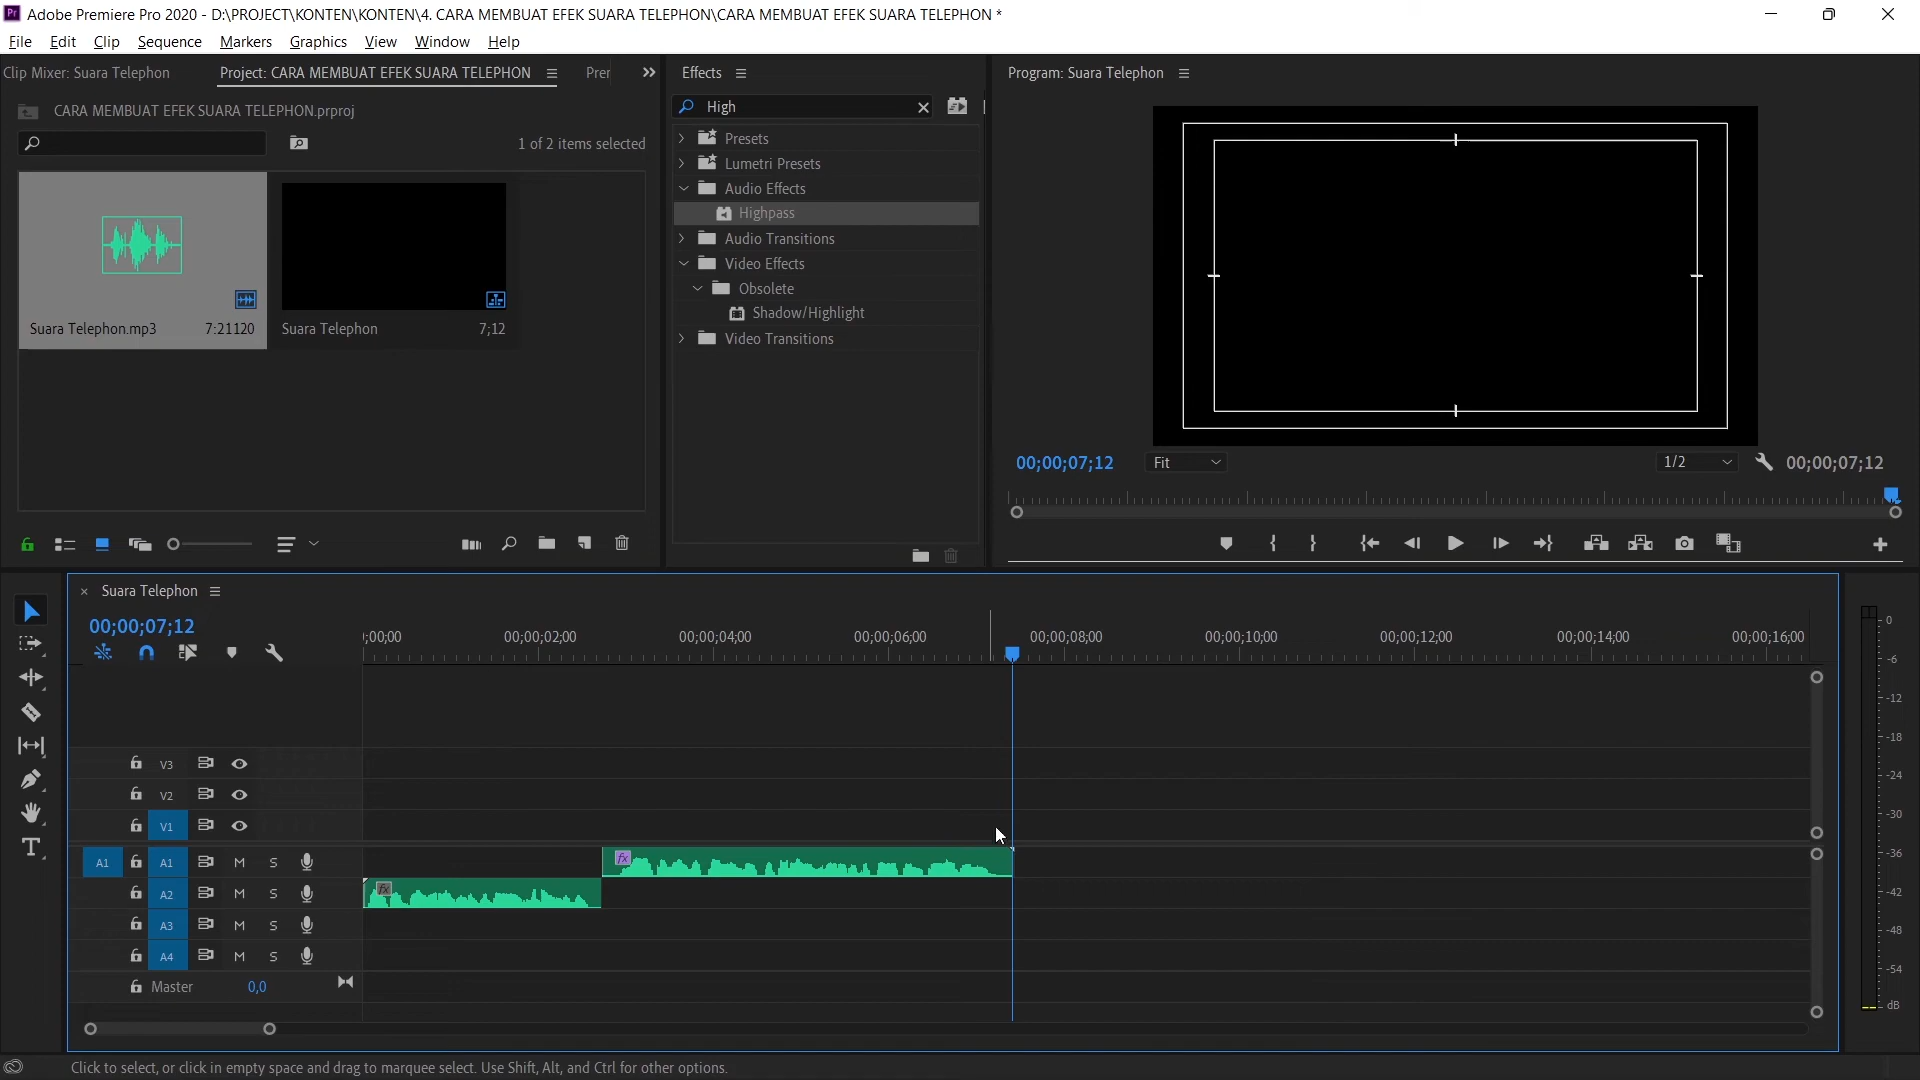 Pr Adobe Premiere Pro 2020 - D:\PROJECT\KONTEN\KONTEN\4. CARA MEMBUAT EFEK SUARA TELEPHON\CARA MEMBUAT EFEK SUARA TELEPHON *
File Edit Clip Sequence Markers Graphics View Window Help
Clip Mixer: Suara Telephon Project: CARA MEMBUAT EFEK SUARA TELEPHON Prer
CARA MEMBUAT EFEK SUARA TELEPHON.prproj
1 of 2 items selected
Suara Telephon.mp3 7:21120
Suara Telephon 7;12
Effects
High
Presets
Lumetri Presets
Audio Effects
Highpass
Audio Transitions
Video Effects
Obsolete
Shadow/Highlight
Video Transitions
Program: Suara Telephon
00;00;07;12 Fit 1/2 00;00;07;12
Suara Telephon
00;00;07;12
;00;00 00;00;02;00 00;00;04;00 00;00;06;00 00;00;08;00 00;00;10;00 00;00;12;00 00;00;14;00 00;00;16;00
V3
V2
V1
A1 A1 M S fx
A2 M S fx
A3 M S
A4 M S
Master 0,0
0
-6
-12
-18
-24
-30
-36
-42
-48
-54
dB
Click to select, or click in empty space and drag to marquee select. Use Shift, Alt, and Ctrl for other options.